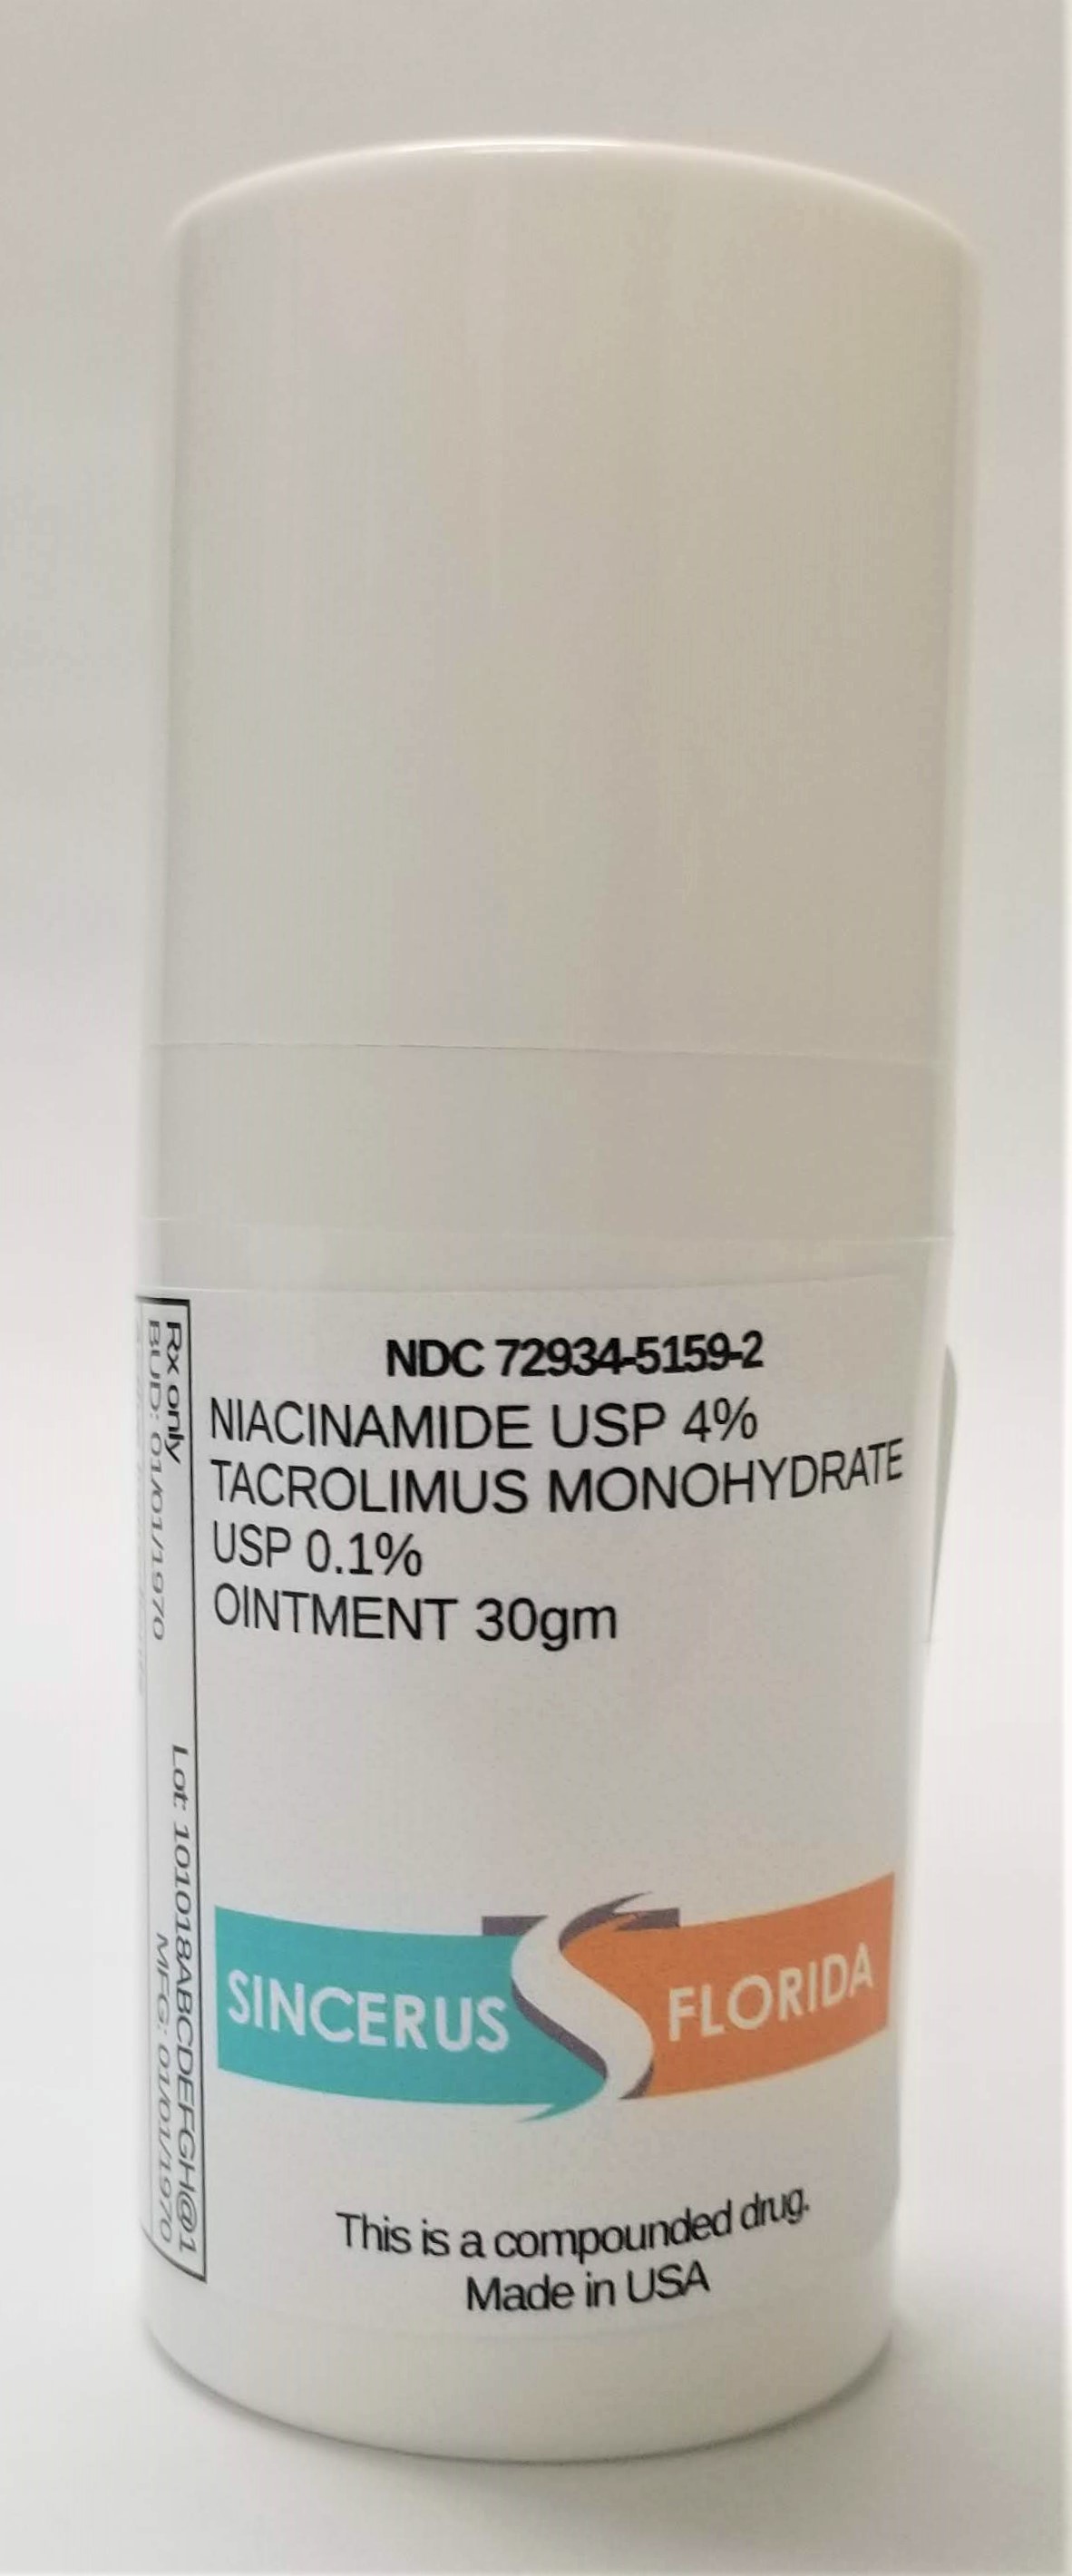 NDC 72934-5159-2
NIACINAMIDE USP 4%
TACROLIMUS MONOHYDRATE
USP 0.1%
OINTMENT 30gm
SINCERUS FLORIDA
This is a compounded drug.
Made in USA
Rx only Lot: 101018ABCDEFGH@1
BUD: 01/01/1970 MFG: 01/01/1970